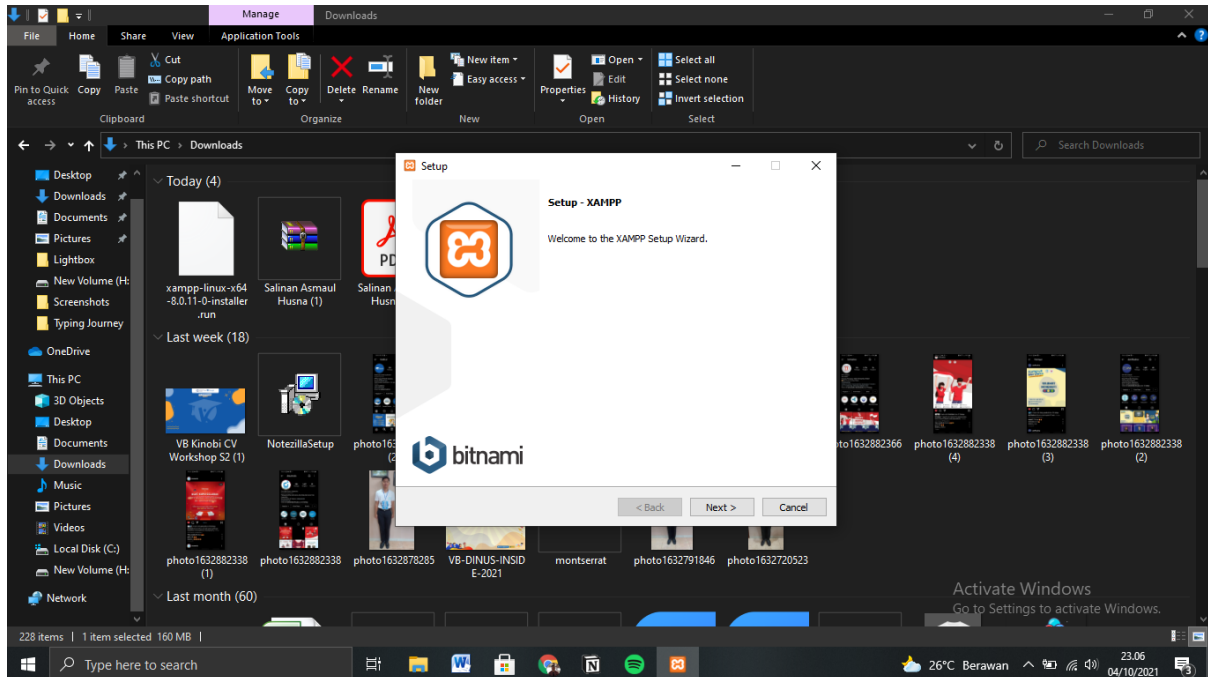 Manage
Downloads
File Home Share View Application Tools
Pin to Quick access
Copy
Paste
Cut
Copy path
Paste shortcut
Clipboard
Move to
Copy to
Delete
Rename
Organize
New folder
New item
Easy access
New
Properties
Open
Edit
History
Open
Select all
Select none
Invert selection
Select
This PC > Downloads
Search Downloads
Desktop
Downloads
Documents
Pictures
Lightbox
New Volume (H:
Screenshots
Typing Journey
OneDrive
This PC
3D Objects
Desktop
Documents
Downloads
Music
Pictures
Videos
Local Disk (C:)
New Volume (H:
Network
Today (4)
xampp-linux-x64
-8.0.11-0-installer
.run
Salinan Asmaul
Husna (1)
Salinan
Husn
Last week (18)
VB Kinobi CV
Workshop S2 (1)
NotezillaSetup
photo163
(2
to1632882366
photo1632882338
(4)
photo1632882338
(3)
photo1632882338
(2)
photo1632882338
(1)
photo1632882338
photo1632878285
VB-DINUS-INSID
E-2021
montserrat
photo1632791846
photo1632720523
Last month (60)
Setup
Setup - XAMPP
Welcome to the XAMPP Setup Wizard.
bitnami
< Back
Next >
Cancel
Activate Windows
Go to Settings to activate Windows.
228 items
1 item selected 160 MB
Type here to search
26°C Berawan
23.06
04/10/2021